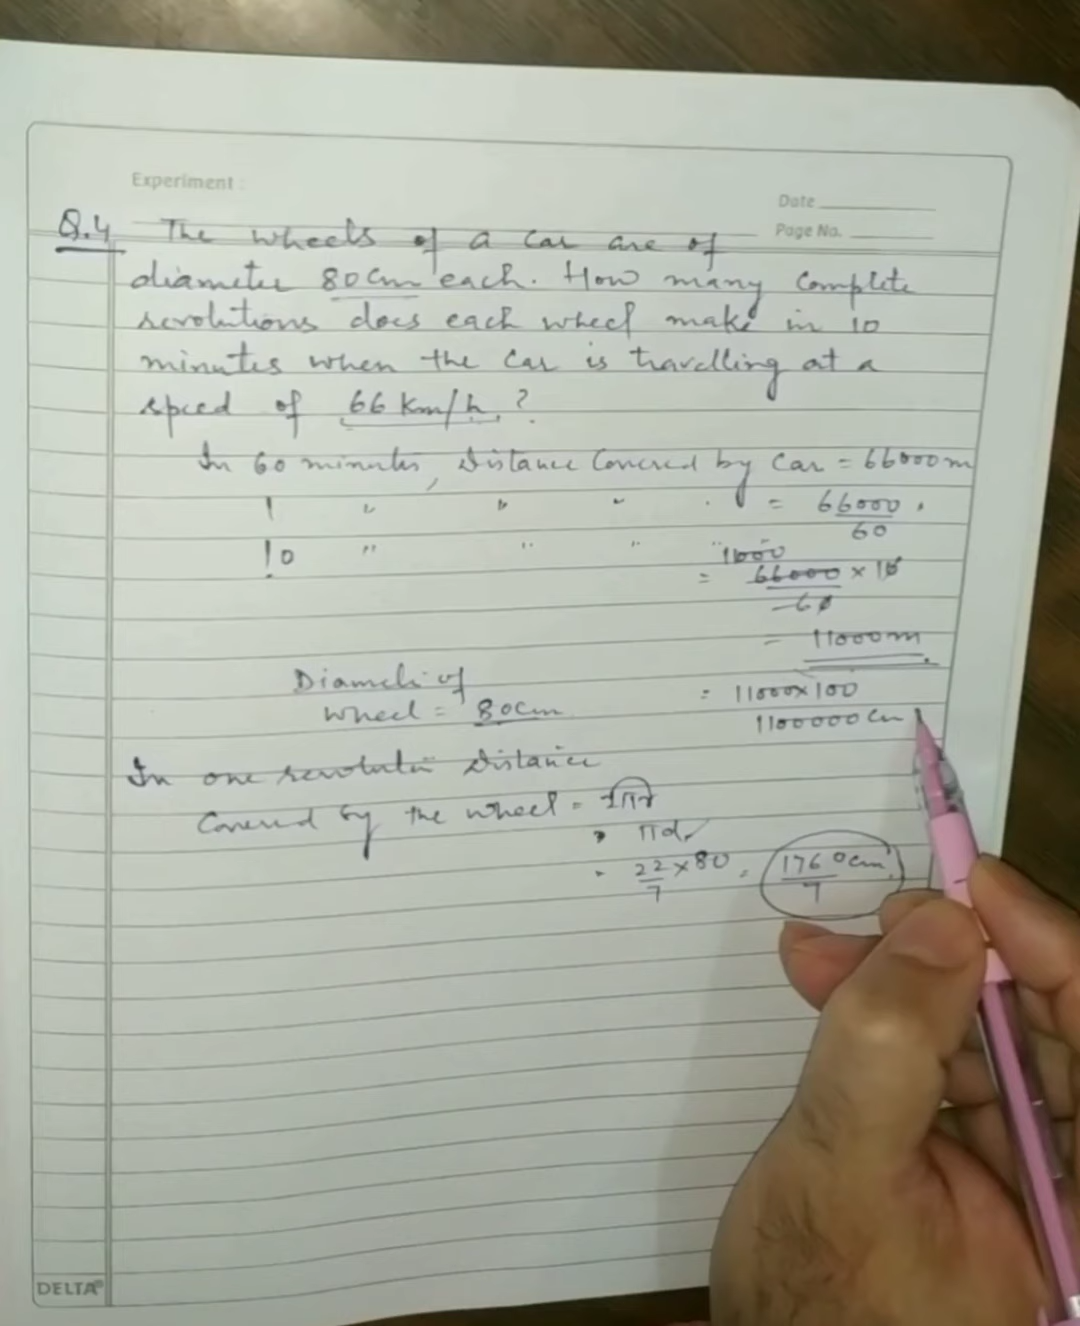 Experiment :
Date
Page No.
Q.4 The wheels of a car are of
diameter 80cm each. How many complete
revolutions does each wheel make in 10
minutes when the car is travelling at a
speed of 66 km/h.?
In 60 minutes, distance covered by car = 66000m
1 " " " " = 66000
60
10 " " " "
11000
= 66000 × 10
60
= 11000m
Diameter of
wheel = 80cm
= 11000×100
1100000 cm
In one revolution distance
Covered by the wheel = 2πr
= πd
= 22 × 80 = 1760cm
7 7
DELTA®